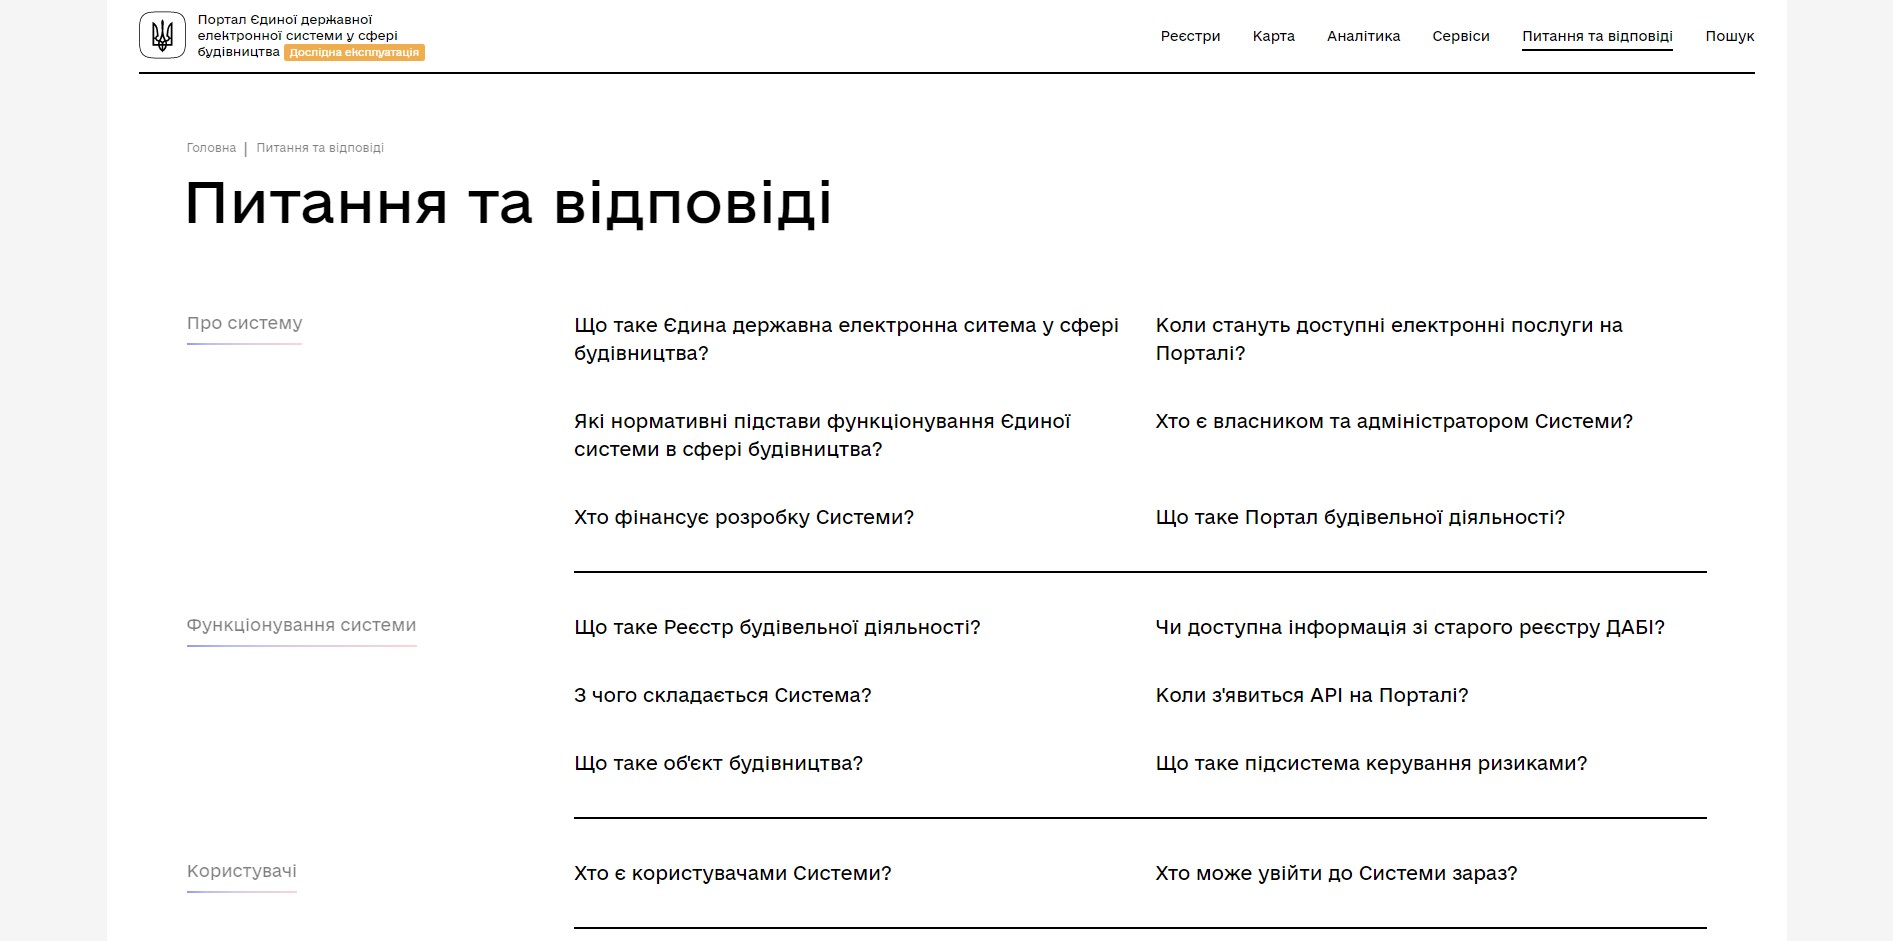 Портал Єдиної державної
електронної системи у сфері
будівництва Дослідна експлуатація
Реєстри Карта Аналітика Сервіси Питання та відповіді Пошук
Головна | Питання та відповіді
Питання та відповіді
Про систему
Що таке Єдина державна електронна ситема у сфері
будівництва?
Коли стануть доступні електронні послуги на
Порталі?
Які нормативні підстави функціонування Єдиної
системи в сфері будівництва?
Хто є власником та адміністратором Системи?
Хто фінансує розробку Системи?
Що таке Портал будівельної діяльності?
Функціонування системи
Що таке Реєстр будівельної діяльності?
Чи доступна інформація зі старого реєстру ДАБІ?
З чого складається Система?
Коли з'явиться АРІ на Порталі?
Що таке об'єкт будівництва?
Що таке підсистема керування ризиками?
Користувачі
Хто є користувачами Системи?
Хто може увійти до Системи зараз?